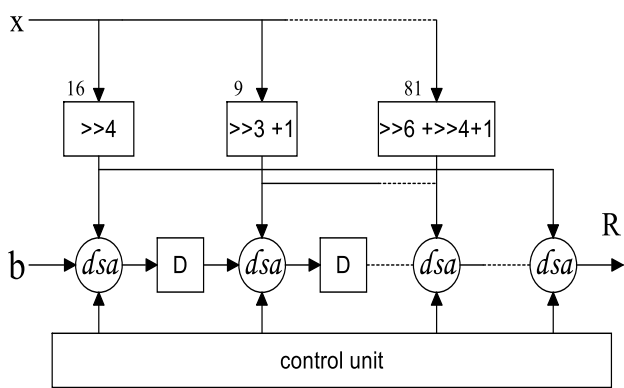 x
16 9 81
>>4 >>3 +1 >>6 +>>4+1
R
b dsa D dsa D dsa dsa
control unit